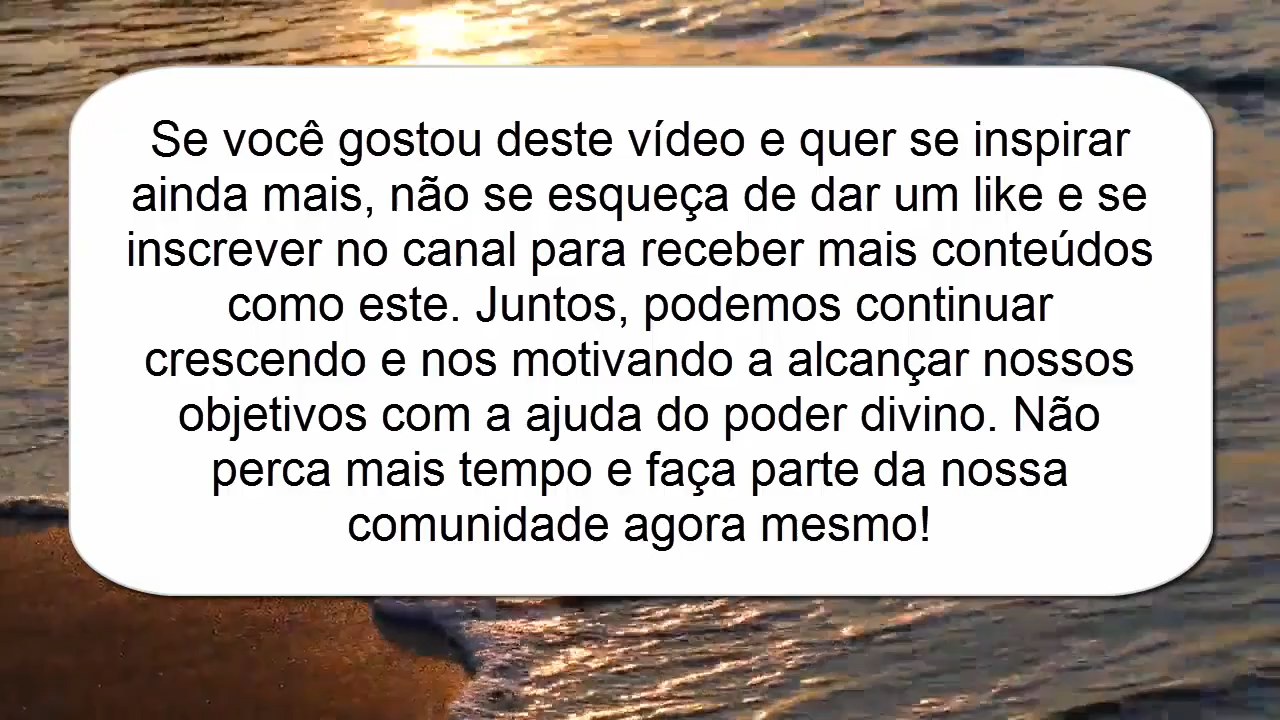 Se você gostou deste vídeo e quer se inspirar
ainda mais, não se esqueça de dar um like e se
inscrever no canal para receber mais conteúdos
como este. Juntos, podemos continuar
crescendo e nos motivando a alcançar nossos
objetivos com a ajuda do poder divino. Não
perca mais tempo e faça parte da nossa
comunidade agora mesmo!